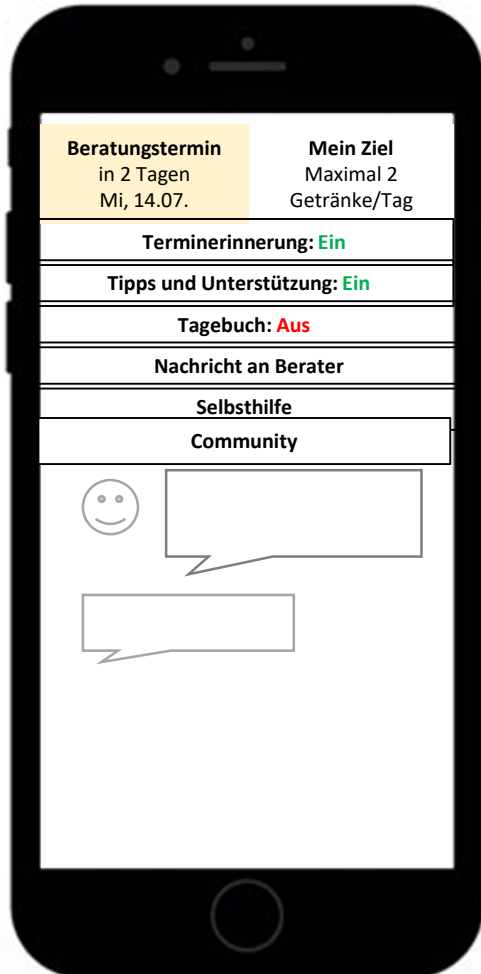 Beratungstermin
in 2 Tagen
Mi, 14.07.
Mein Ziel
Maximal 2
Getränke/Tag
Terminerinnerung: Ein
Tipps und Unterstützung: Ein
Tagebuch: Aus
Nachricht an Berater
Selbsthilfe
Community